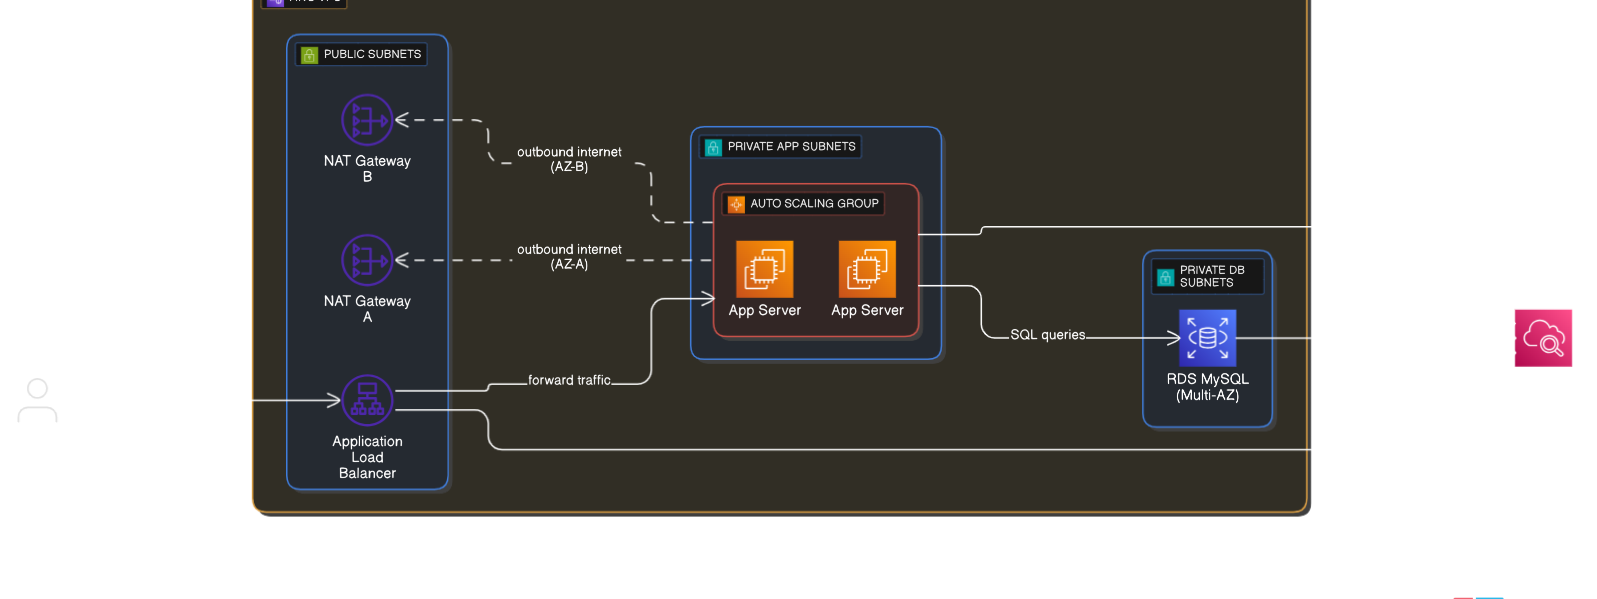 PUBLIC SUBNETS
NAT Gateway
B
outbound internet
(AZ-B)
PRIVATE APP SUBNETS
AUTO SCALING GROUP
NAT Gateway
A
outbound internet
(AZ-A)
App Server
App Server
PRIVATE DB
SUBNETS
SQL queries
RDS MySQL
(Multi-AZ)
forward traffic
Application
Load
Balancer